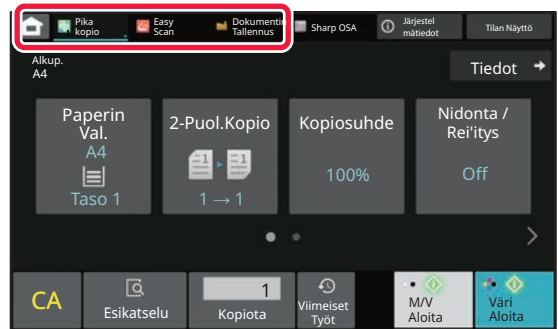 Pika
kopio
Easy
Scan
Dokumentin
Tallennus
Sharp OSA
Järjestel
mätiedot
Tilan Näyttö
Alkup.
A4
Tiedot
Paperin
Val.
A4
Taso 1
2-Puol.Kopio
1 → 1
Kopiosuhde
100%
Nidonta /
Rei'itys
Off
CA
Esikatselu
1
Kopiota
Viimeiset
Työt
M/V
Aloita
Väri
Aloita